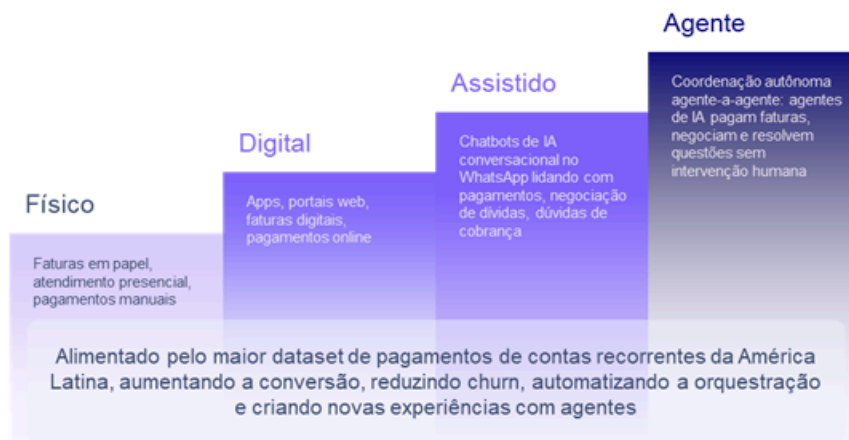 Físico
Faturas em papel,
atendimento presencial,
pagamentos manuais
Digital
Apps, portais web,
faturas digitais,
pagamentos online
Assistido
Chatbots de IA
conversacional no
WhatsApp lidando com
pagamentos, negociação
de dívidas, dúvidas de
cobrança
Agente
Coordenação autônoma
agente-a-agente: agentes
de IA pagam faturas,
negociam e resolvem
questões sem
intervenção humana
Alimentado pelo maior dataset de pagamentos de contas recorrentes da América
Latina, aumentando a conversão, reduzindo churn, automatizando a orquestração
e criando novas experiências com agentes